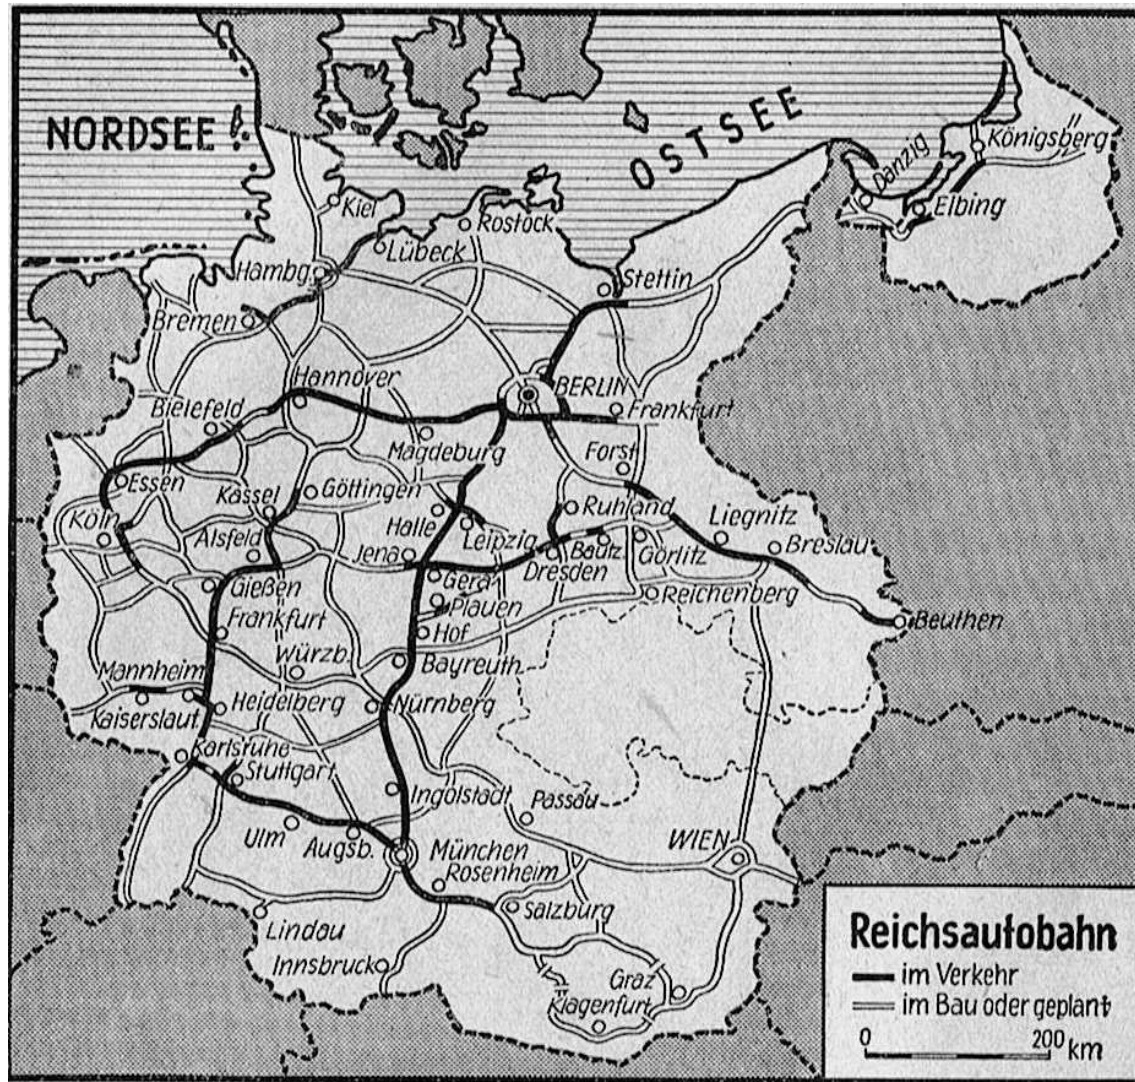 NORDSEE
OSTSEE
Königsberg
Danzig
Elbing
Kiel
Rostock
Lübeck
Hambg.
Stettin
Bremen
Hannover
BERLIN
Bielefeld
Frankfurt
Magdeburg
Forst
Essen
Kassel
Göttingen
Ruhland
Liegnitz
Köln
Halle
Leipzig
Breslau
Alsfeld
Jena
Bautz.
Görlitz
Dresden
Gießen
Gera
Reichenberg
Plauen
Frankfurt
Hof
Beuthen
Würzb.
Bayreuth
Mannheim
Heidelberg
Nürnberg
Kaiserslaut.
Karlsruhe
Stuttgart
Ingolstadt
Passau
Ulm
Augsb.
München
WIEN
Rosenheim
Salzburg
Lindau
Innsbruck
Graz
Klagenfurt
Reichsautobahn
im Verkehr
im Bau oder geplant
0 200 km